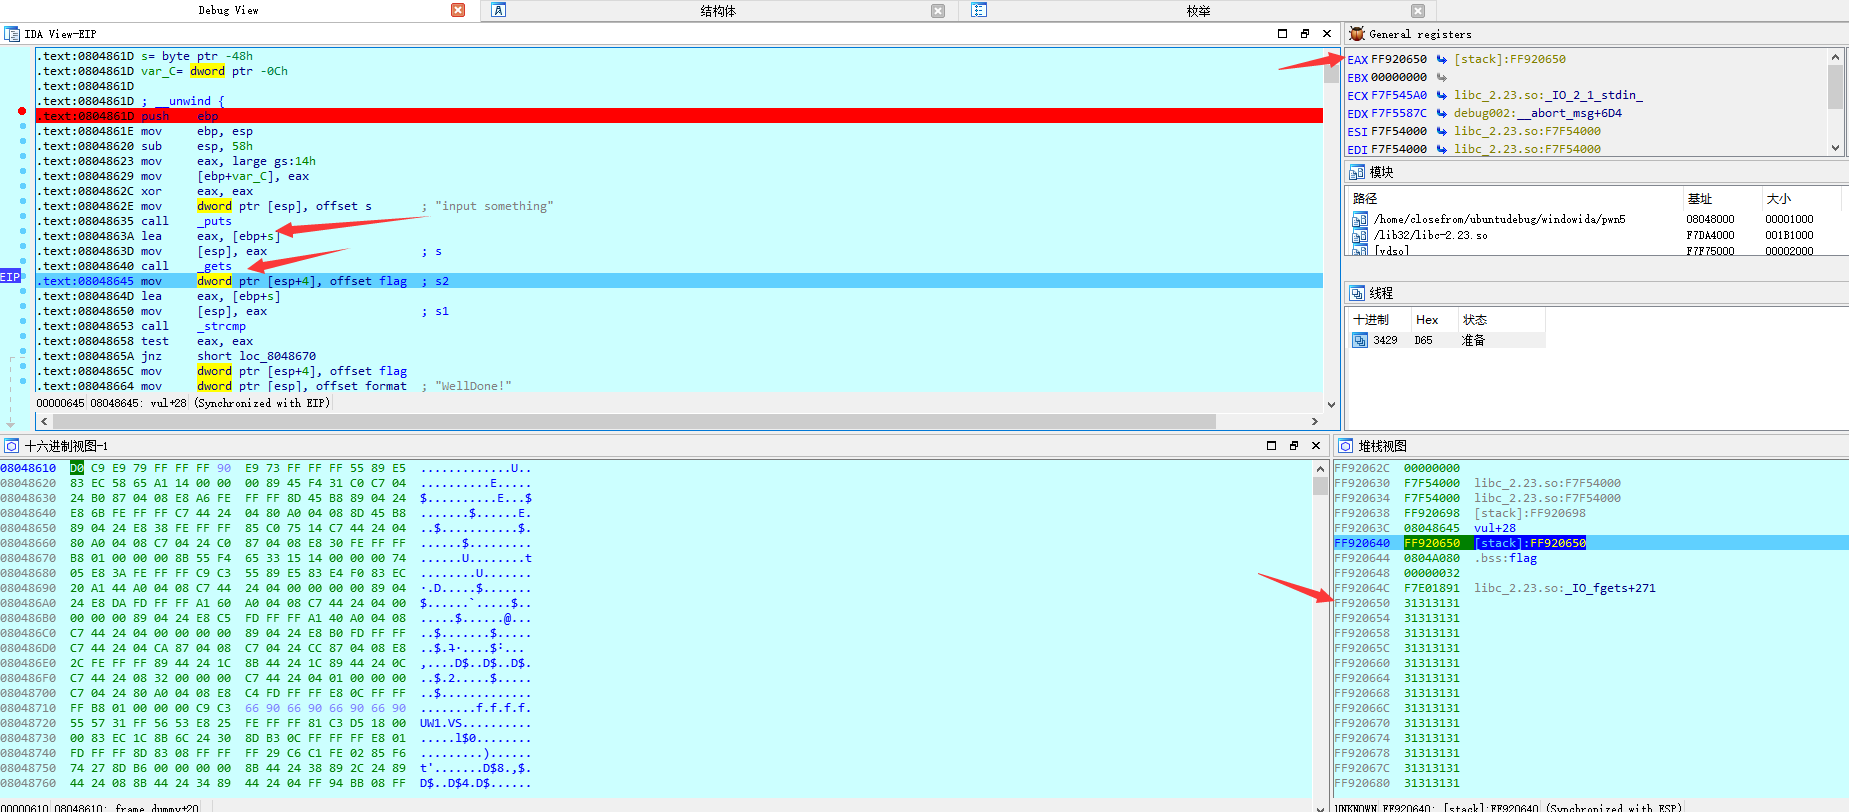 Debug View
结构体
枚举
IDA View-EIP
.text:0804861D s= byte ptr -48h
.text:0804861D var_C= dword ptr -0Ch
.text:0804861D
.text:0804861D ; __unwind {
.text:0804861D push    ebp
.text:0804861E mov     ebp, esp
.text:08048620 sub     esp, 58h
.text:08048623 mov     eax, large gs:14h
.text:08048629 mov     [ebp+var_C], eax
.text:0804862C xor     eax, eax
.text:0804862E mov     dword ptr [esp], offset s       ; "input something"
.text:08048635 call    _puts
.text:0804863A lea     eax, [ebp+s]
.text:0804863D mov     [esp], eax                      ; s
.text:08048640 call    _gets
EIP
.text:08048645 mov     dword ptr [esp+4], offset flag  ; s2
.text:0804864D lea     eax, [ebp+s]
.text:08048650 mov     [esp], eax                      ; s1
.text:08048653 call    _strcmp
.text:08048658 test    eax, eax
.text:0804865A jnz     short loc_8048670
.text:0804865C mov     dword ptr [esp+4], offset flag
.text:08048664 mov     dword ptr [esp], offset format  ; "WellDone!"
00000645 08048645: vul+28 (Synchronized with EIP)
General registers
EAX FF920650 [stack]:FF920650
EBX 00000000
ECX F7F545A0 libc_2.23.so:_IO_2_1_stdin_
EDX F7F5587C debug002:__abort_msg+6D4
ESI F7F54000 libc_2.23.so:F7F54000
EDI F7F54000 libc_2.23.so:F7F54000
模块
路径 基址 大小
/home/closefrom/ubuntudebug/windowida/pwn5 08048000 00001000
/lib32/libc-2.23.so F7DA4000 001B1000
[vdso] F7F75000 00002000
线程
十进制 Hex 状态
3429 D65 准备
十六进制视图-1
08048610  D0 C9 E9 79 FF FF FF 90  E9 73 FF FF FF 55 89 E5  .............U..
08048620  83 EC 58 65 A1 14 00 00  00 89 45 F4 31 C0 C7 04  ..........E.....
08048630  24 B0 87 04 08 E8 A6 FE  FF FF 8D 45 B8 89 04 24  $..........E...$
08048640  E8 6B FE FF FF C7 44 24  04 80 A0 04 08 8D 45 B8  .......$......E.
08048650  89 04 24 E8 38 FE FF FF  85 C0 75 14 C7 44 24 04  ..$...........$.
08048660  80 A0 04 08 C7 04 24 C0  87 04 08 E8 30 FE FF FF  ......$.........
08048670  B8 01 00 00 00 8B 55 F4  65 33 15 14 00 00 00 74  ......U........t
08048680  05 E8 3A FE FF FF C9 C3  55 89 E5 83 E4 F0 83 EC  ........U.......
08048690  20 A1 44 A0 04 08 C7 44  24 04 00 00 00 00 89 04  .D.....$.......
080486A0  24 E8 DA FD FF FF A1 60  A0 04 08 C7 44 24 04 00  $......`.....$..
080486B0  00 00 00 89 04 24 E8 C5  FD FF FF A1 40 A0 04 08  .....$......@...
080486C0  C7 44 24 04 00 00 00 00  89 04 24 E8 B0 FD FF FF  ..$.......$.....
080486D0  C7 44 24 04 CA 87 04 08  C7 04 24 CC 87 04 08 E8
080486E0  2C FE FF FF 89 44 24 1C  8B 44 24 1C 89 44 24 0C  ,....D$..D$..D$.
080486F0  C7 44 24 08 32 00 00 00  C7 44 24 04 01 00 00 00  ..$.2.....$.....
08048700  C7 04 24 80 A0 04 08 E8  C4 FD FF FF E8 0C FF FF  ..$.............
08048710  FF B8 01 00 00 00 C9 C3  66 90 66 90 66 90 66 90  ........f.f.f.f.
08048720  55 57 31 FF 56 53 E8 25  FE FF FF 81 C3 D5 18 00  UW1.VS..........
08048730  00 83 EC 1C 8B 6C 24 30  8D B3 0C FF FF FF E8 01  .....l$0........
08048740  FD FF FF 8D 83 08 FF FF  FF 29 C6 C1 FE 02 85 F6  .........)......
08048750  74 27 8D B6 00 00 00 00  8B 44 24 38 89 2C 24 89  t'.......D$8.,$.
08048760  44 24 08 8B 44 24 34 89  44 24 04 FF 94 BB 08 FF  D$..D$4.D$......
00000610 08048610: frame_dummy+20
堆栈视图
FF92062C  00000000
FF920630  F7F54000  libc_2.23.so:F7F54000
FF920634  F7F54000  libc_2.23.so:F7F54000
FF920638  FF920698  [stack]:FF920698
FF92063C  08048645  vul+28
FF920640  FF920650  [stack]:FF920650
FF920644  0804A080  .bss:flag
FF920648  00000032
FF92064C  F7E01891  libc_2.23.so:_IO_fgets+271
FF920650  31313131
FF920654  31313131
FF920658  31313131
FF92065C  31313131
FF920660  31313131
FF920664  31313131
FF920668  31313131
FF92066C  31313131
FF920670  31313131
FF920674  31313131
FF920678  31313131
FF92067C  31313131
FF920680  31313131
UNKNOWN FF920640: [stack]:FF920640 (Synchronized with ESP)